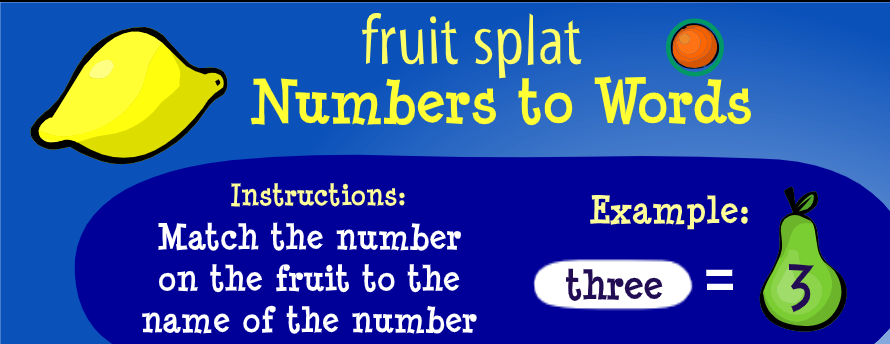 fruit splat
Numbers to Words
Instructions:
Match the number
on the fruit to the
name of the number
Example:
three = 3